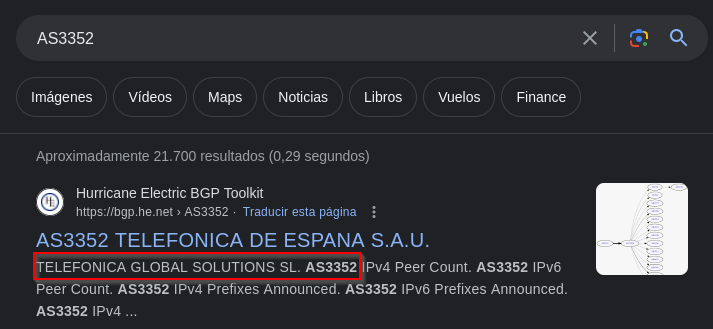 AS3352
Imágenes
Vídeos
Maps
Noticias
Libros
Vuelos
Finance
Aproximadamente 21.700 resultados (0,29 segundos)
Hurricane Electric BGP Toolkit
https://bgp.he.net › AS3352 · Traducir esta página
AS3352 TELEFONICA DE ESPANA S.A.U.
TELEFONICA GLOBAL SOLUTIONS SL. AS3352 IPv4 Peer Count. AS3352 IPv6
Peer Count. AS3352 IPv4 Prefixes Announced. AS3352 IPv6 Prefixes Announced.
AS3352 IPv4 ...